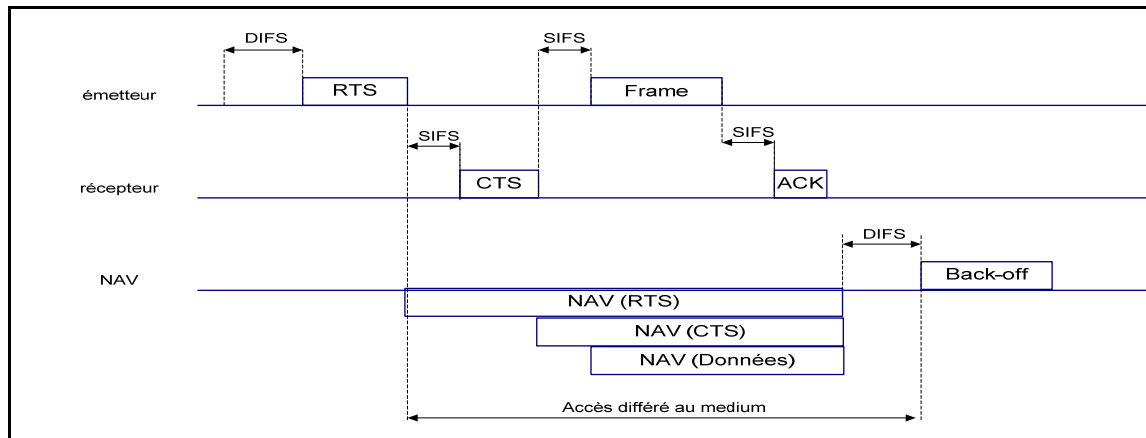 DIFS
SIFS
émetteur
RTS
Frame
SIFS
SIFS
récepteur
CTS
ACK
DIFS
NAV
Back-off
NAV (RTS)
NAV (CTS)
NAV (Données)
Accès différé au medium